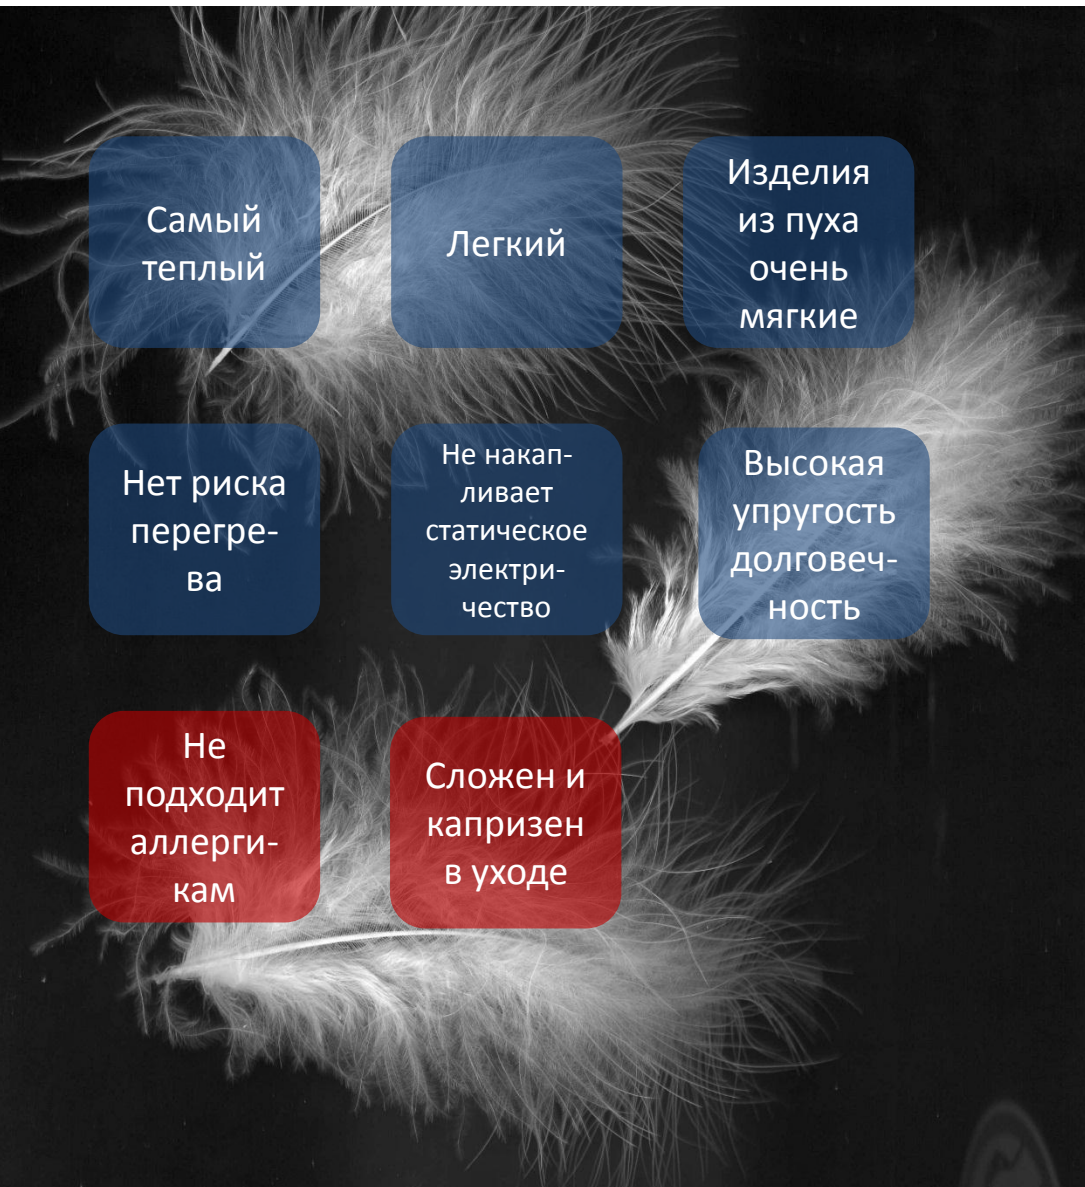 Самый
теплый
Легкий
Изделия
из пуха
очень
мягкие
Нет риска
перегре-
ва
Не накап-
ливает
статическое
электри-
чество
Высокая
упругость
долговеч-
ность
Не
подходит
аллерги-
кам
Сложен и
капризен
в уходе